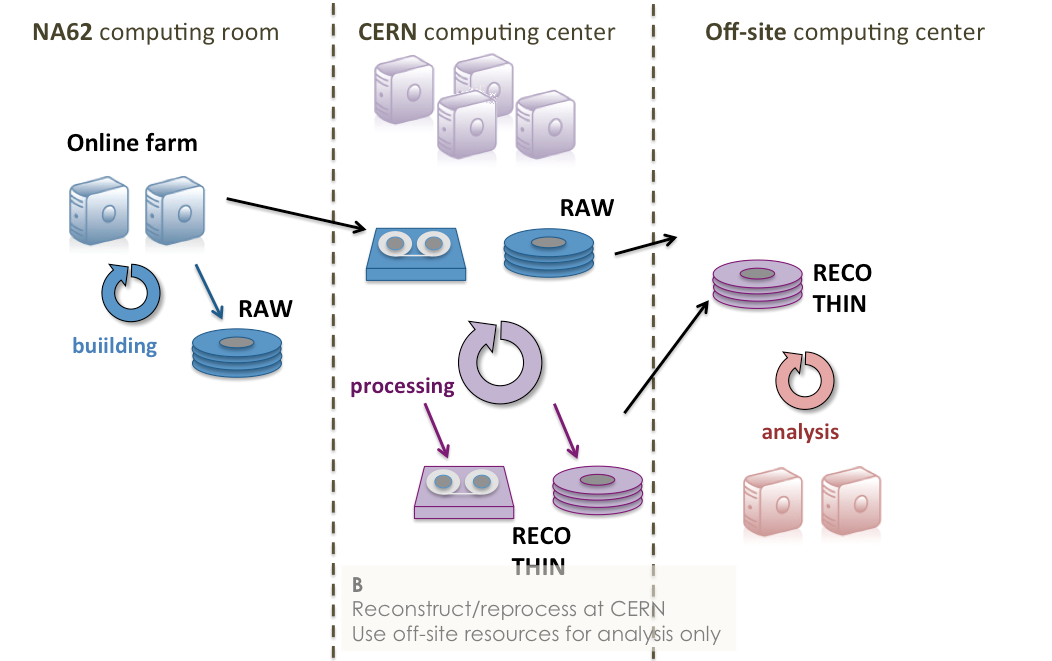 NA62 computing room
CERN computing center
Off-site computing center
Online farm
RAW
buiilding
RAW
processing
RECO
THIN
RECO
THIN
analysis
B
Reconstruct/reprocess at CERN
Use off-site resources for analysis only